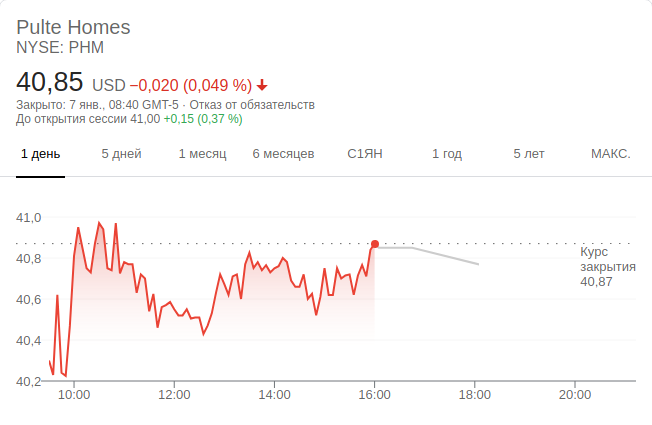 Pulte Homes
NYSE: PHM
40,85 USD −0,020 (0,049 %)
Закрыто: 7 янв., 08:40 GMT-5 · Отказ от обязательств
До открытия сессии 41,00 +0,15 (0,37 %)
1 день 5 дней 1 месяц 6 месяцев С1ЯН 1 год 5 лет МАКС.
41,0
40,8
40,6
40,4
40,2
Курс
закрытия
40,87
10:00 12:00 14:00 16:00 18:00 20:00